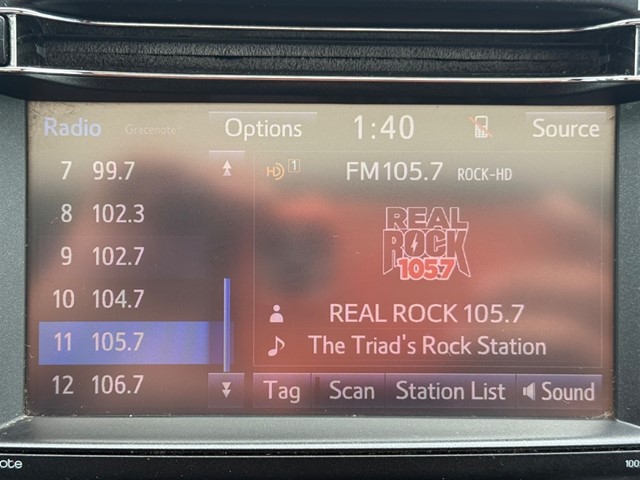 Radio Gracenote Options 1:40 Source
7 99.7
8 102.3
9 102.7
10 104.7
11 105.7
12 106.7
HD 1 FM105.7 ROCK-HD
REAL
ROCK
105.7
REAL ROCK 105.7
The Triad's Rock Station
Tag Scan Station List Sound
ote